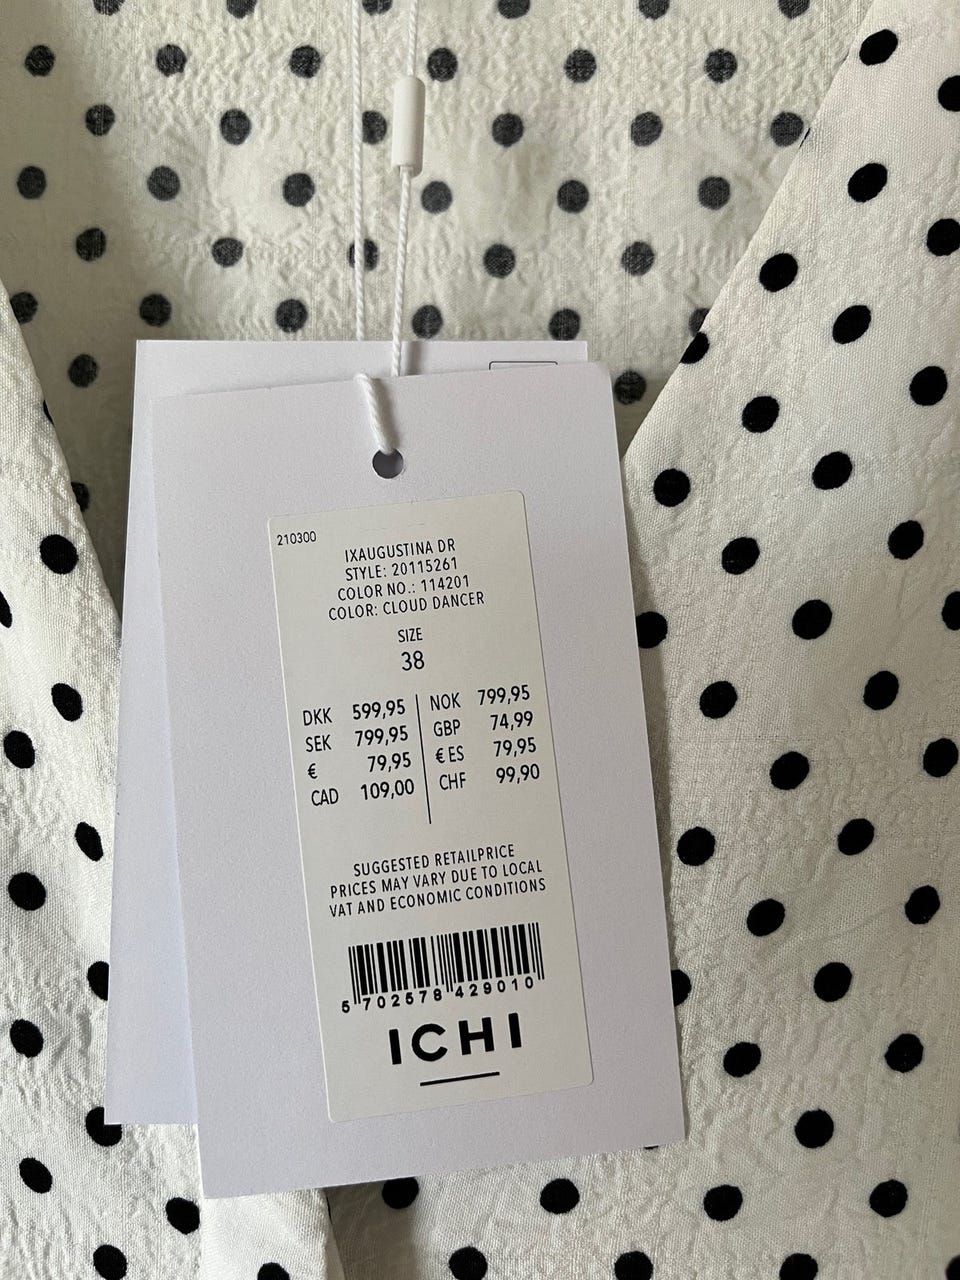 210300
IXAUGUSTINA DR
STYLE: 20115261
COLOR NO.: 114201
COLOR: CLOUD DANCER
SIZE
38
DKK 599,95 NOK 799,95
SEK 799,95 GBP 74,99
€ 79,95 € ES 79,95
CAD 109,00 CHF 99,90
SUGGESTED RETAILPRICE
PRICES MAY VARY DUE TO LOCAL
VAT AND ECONOMIC CONDITIONS
5 702578 429010
ICHI